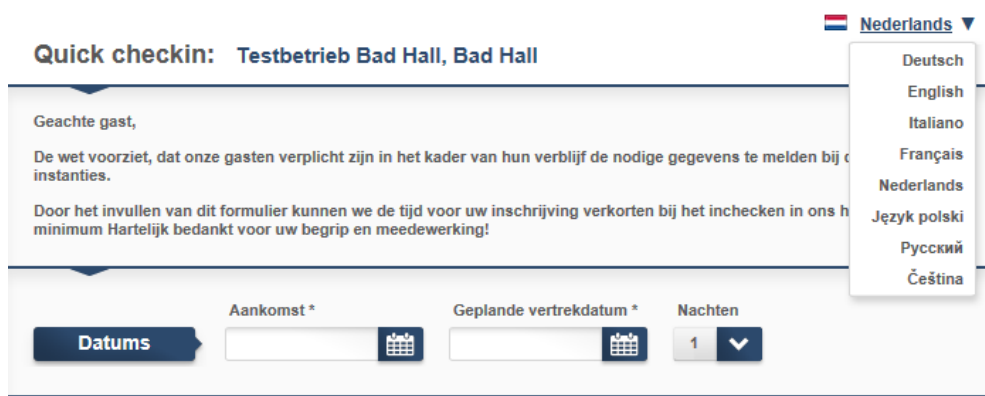 Nederlands ▼
Quick checkin: Testbetrieb Bad Hall, Bad Hall
Deutsch
English
Italiano
Français
Nederlands
Język polski
Русский
Čeština
Geachte gast,
De wet voorziet, dat onze gasten verplicht zijn in het kader van hun verblijf de nodige gegevens te melden bij
instanties.
Door het invullen van dit formulier kunnen we de tijd voor uw inschrijving verkorten bij het inchecken in ons
minimum Hartelijk bedankt voor uw begrip en meedewerking!
Aankomst * Geplande vertrekdatum * Nachten
Datums 1